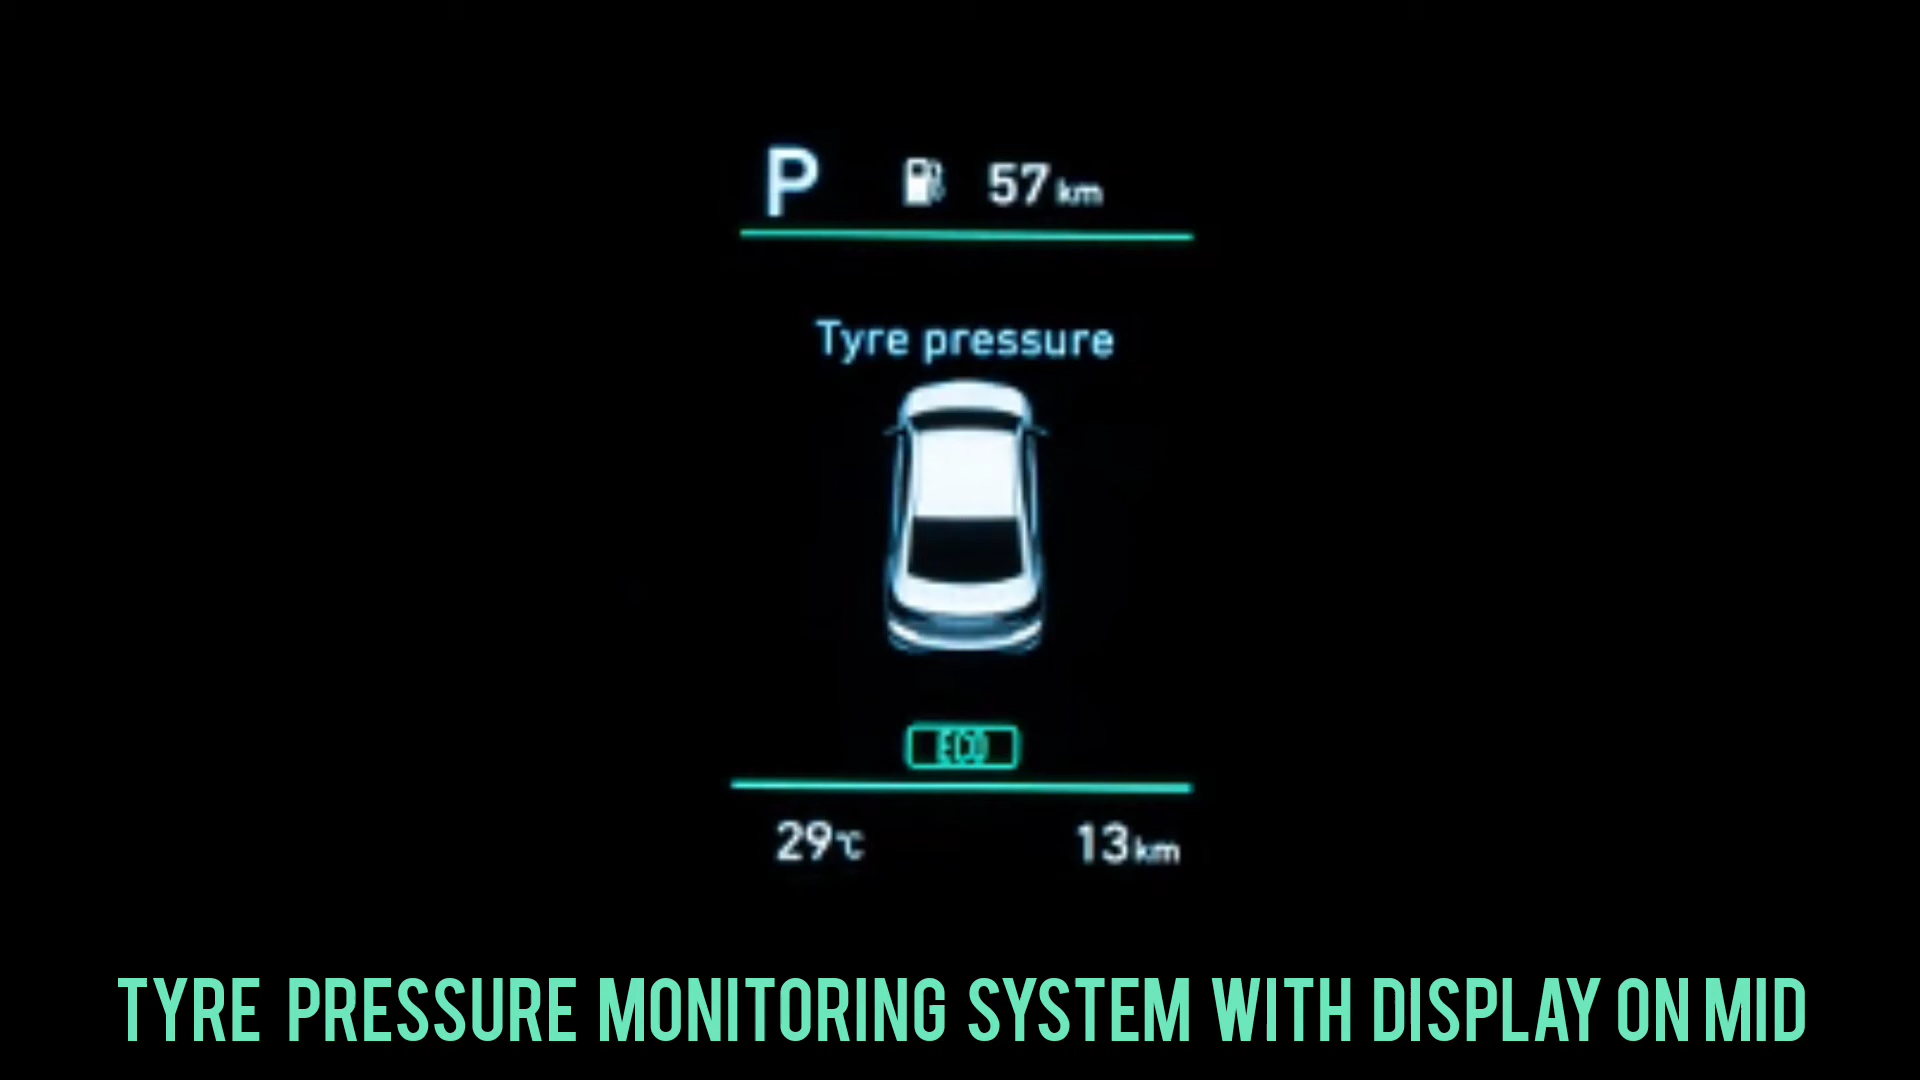 P 57 km
Tyre pressure
ECO
29°C 13 km
TYRE PRESSURE MONITORING SYSTEM WITH DISPLAY ON MID